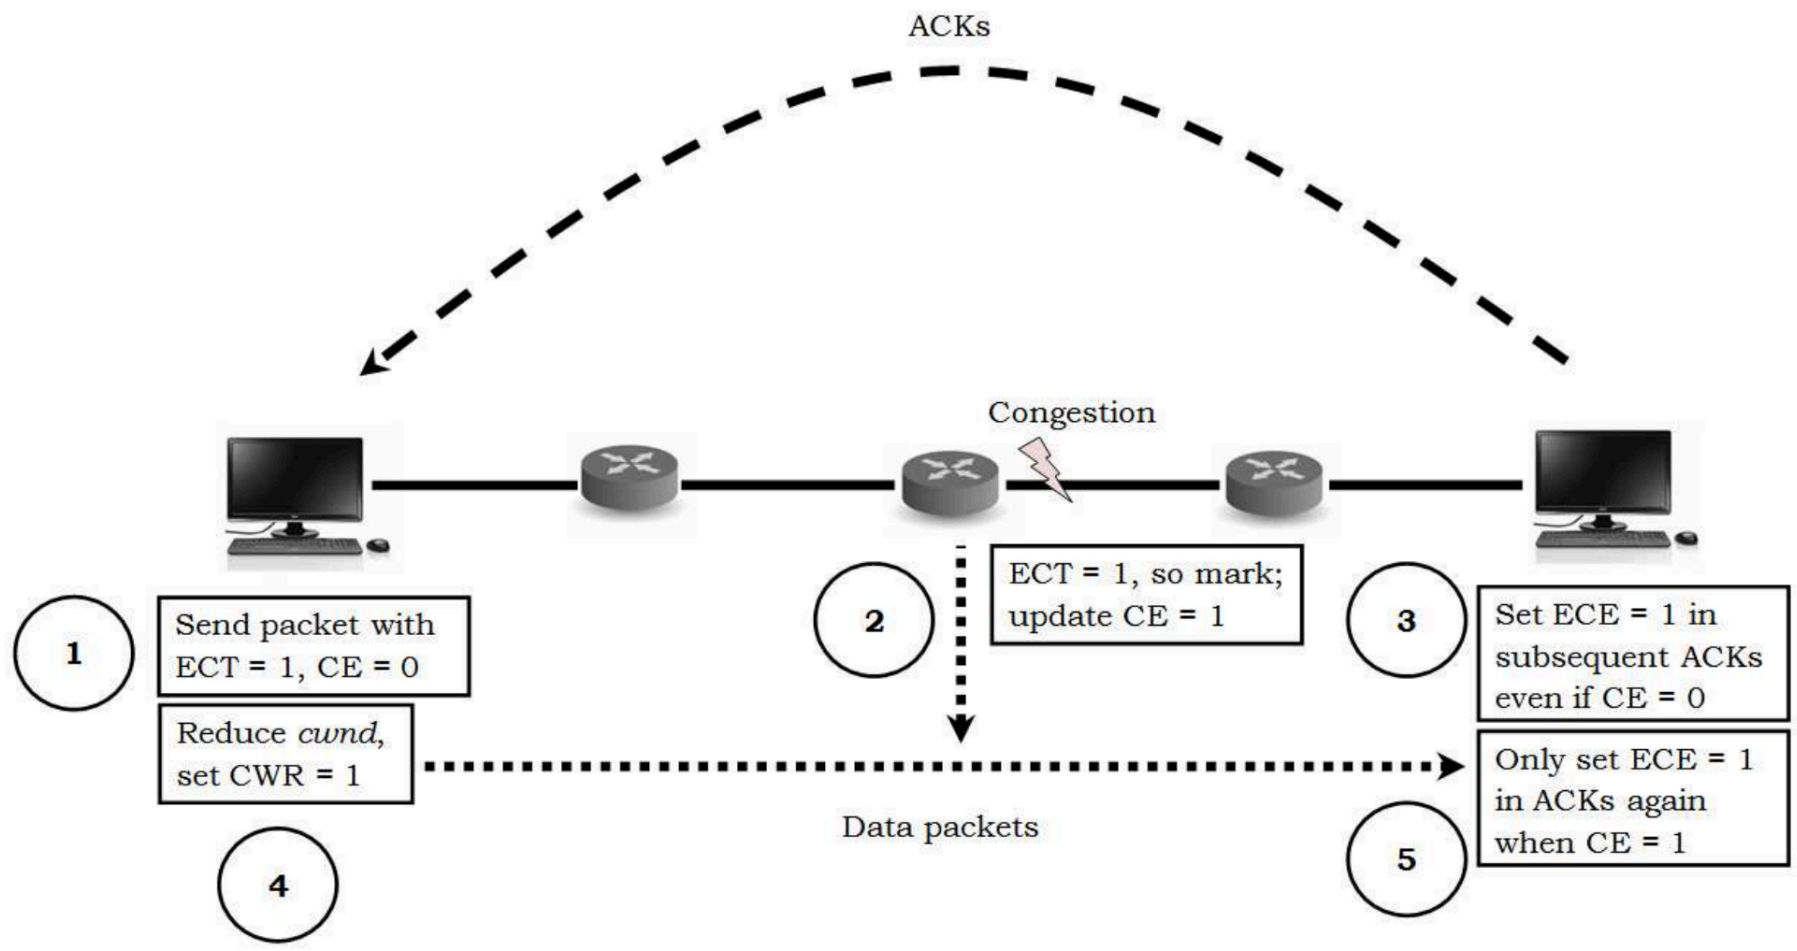 ACKs
Congestion
1
Send packet with
ECT = 1, CE = 0
2
ECT = 1, so mark;
update CE = 1
3
Set ECE = 1 in
subsequent ACKs
even if CE = 0
Reduce cwnd,
set CWR = 1
4
Data packets
Only set ECE = 1
in ACKs again
when CE = 1
5